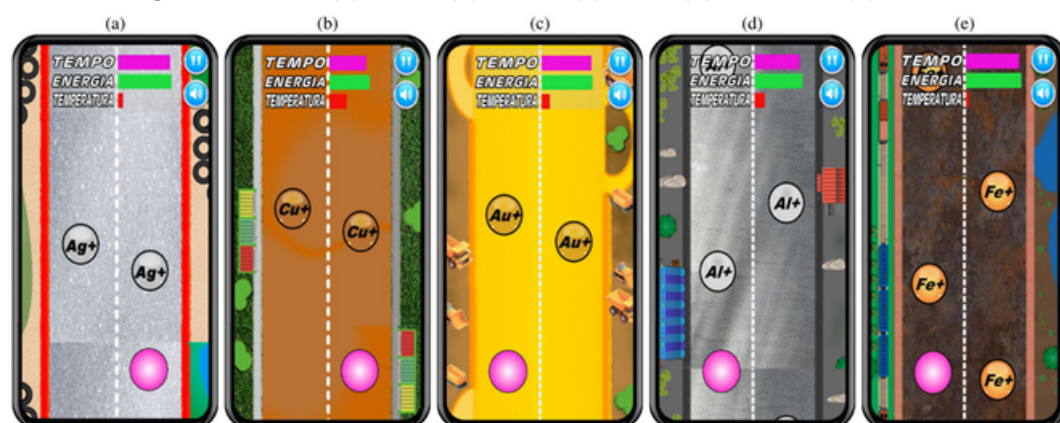 (a)
TEMPO
ENERGIA
TEMPERATURA
Ag+
Ag+
(b)
TEMPO
ENERGIA
TEMPERATURA
Cu+
Cu+
(c)
TEMPO
ENERGIA
TEMPERATURA
Au+
Au+
(d)
TEMPO
ENERGIA
TEMPERATURA
Al+
Al+
(e)
TEMPO
ENERGIA
TEMPERATURA
Fe+
Fe+
Fe+